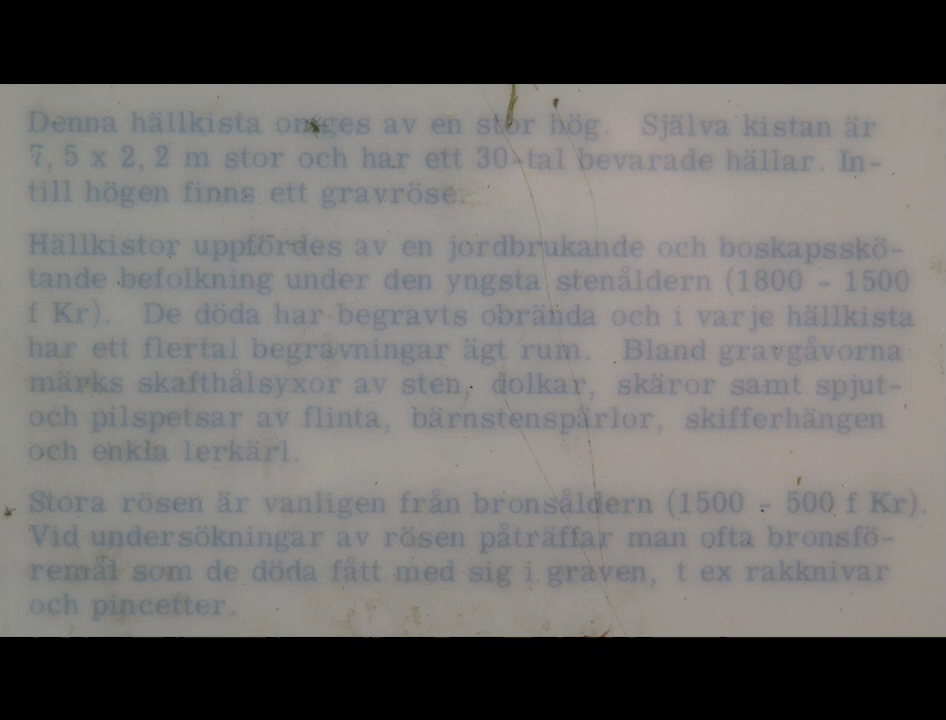 Denna hällkista omges av en stor hög. Själva kistan är
7,5 x 2,2 m stor och har ett 30-tal bevarade hällar. In-
till högen finns ett gravröse.
Hällkistor uppfördes av en jordbrukande och boskapsskö-
tande befolkning under den yngsta stenåldern (1800 - 1500
f Kr). De döda har begravts obrända och i varje hällkista
har ett flertal begravningar ägt rum. Bland gravgåvorna
märks skafthålsyxor av sten, dolkar, skäror samt spjut-
och pilspetsar av flinta, bärnstenspärlor, skifferhängen
och enkla lerkärl.
Stora rösen är vanligen från bronsåldern (1500 - 500 f Kr).
Vid undersökningar av rösen påträffar man ofta bronsfö-
remål som de döda fått med sig i graven, t ex rakknivar
och pincetter.